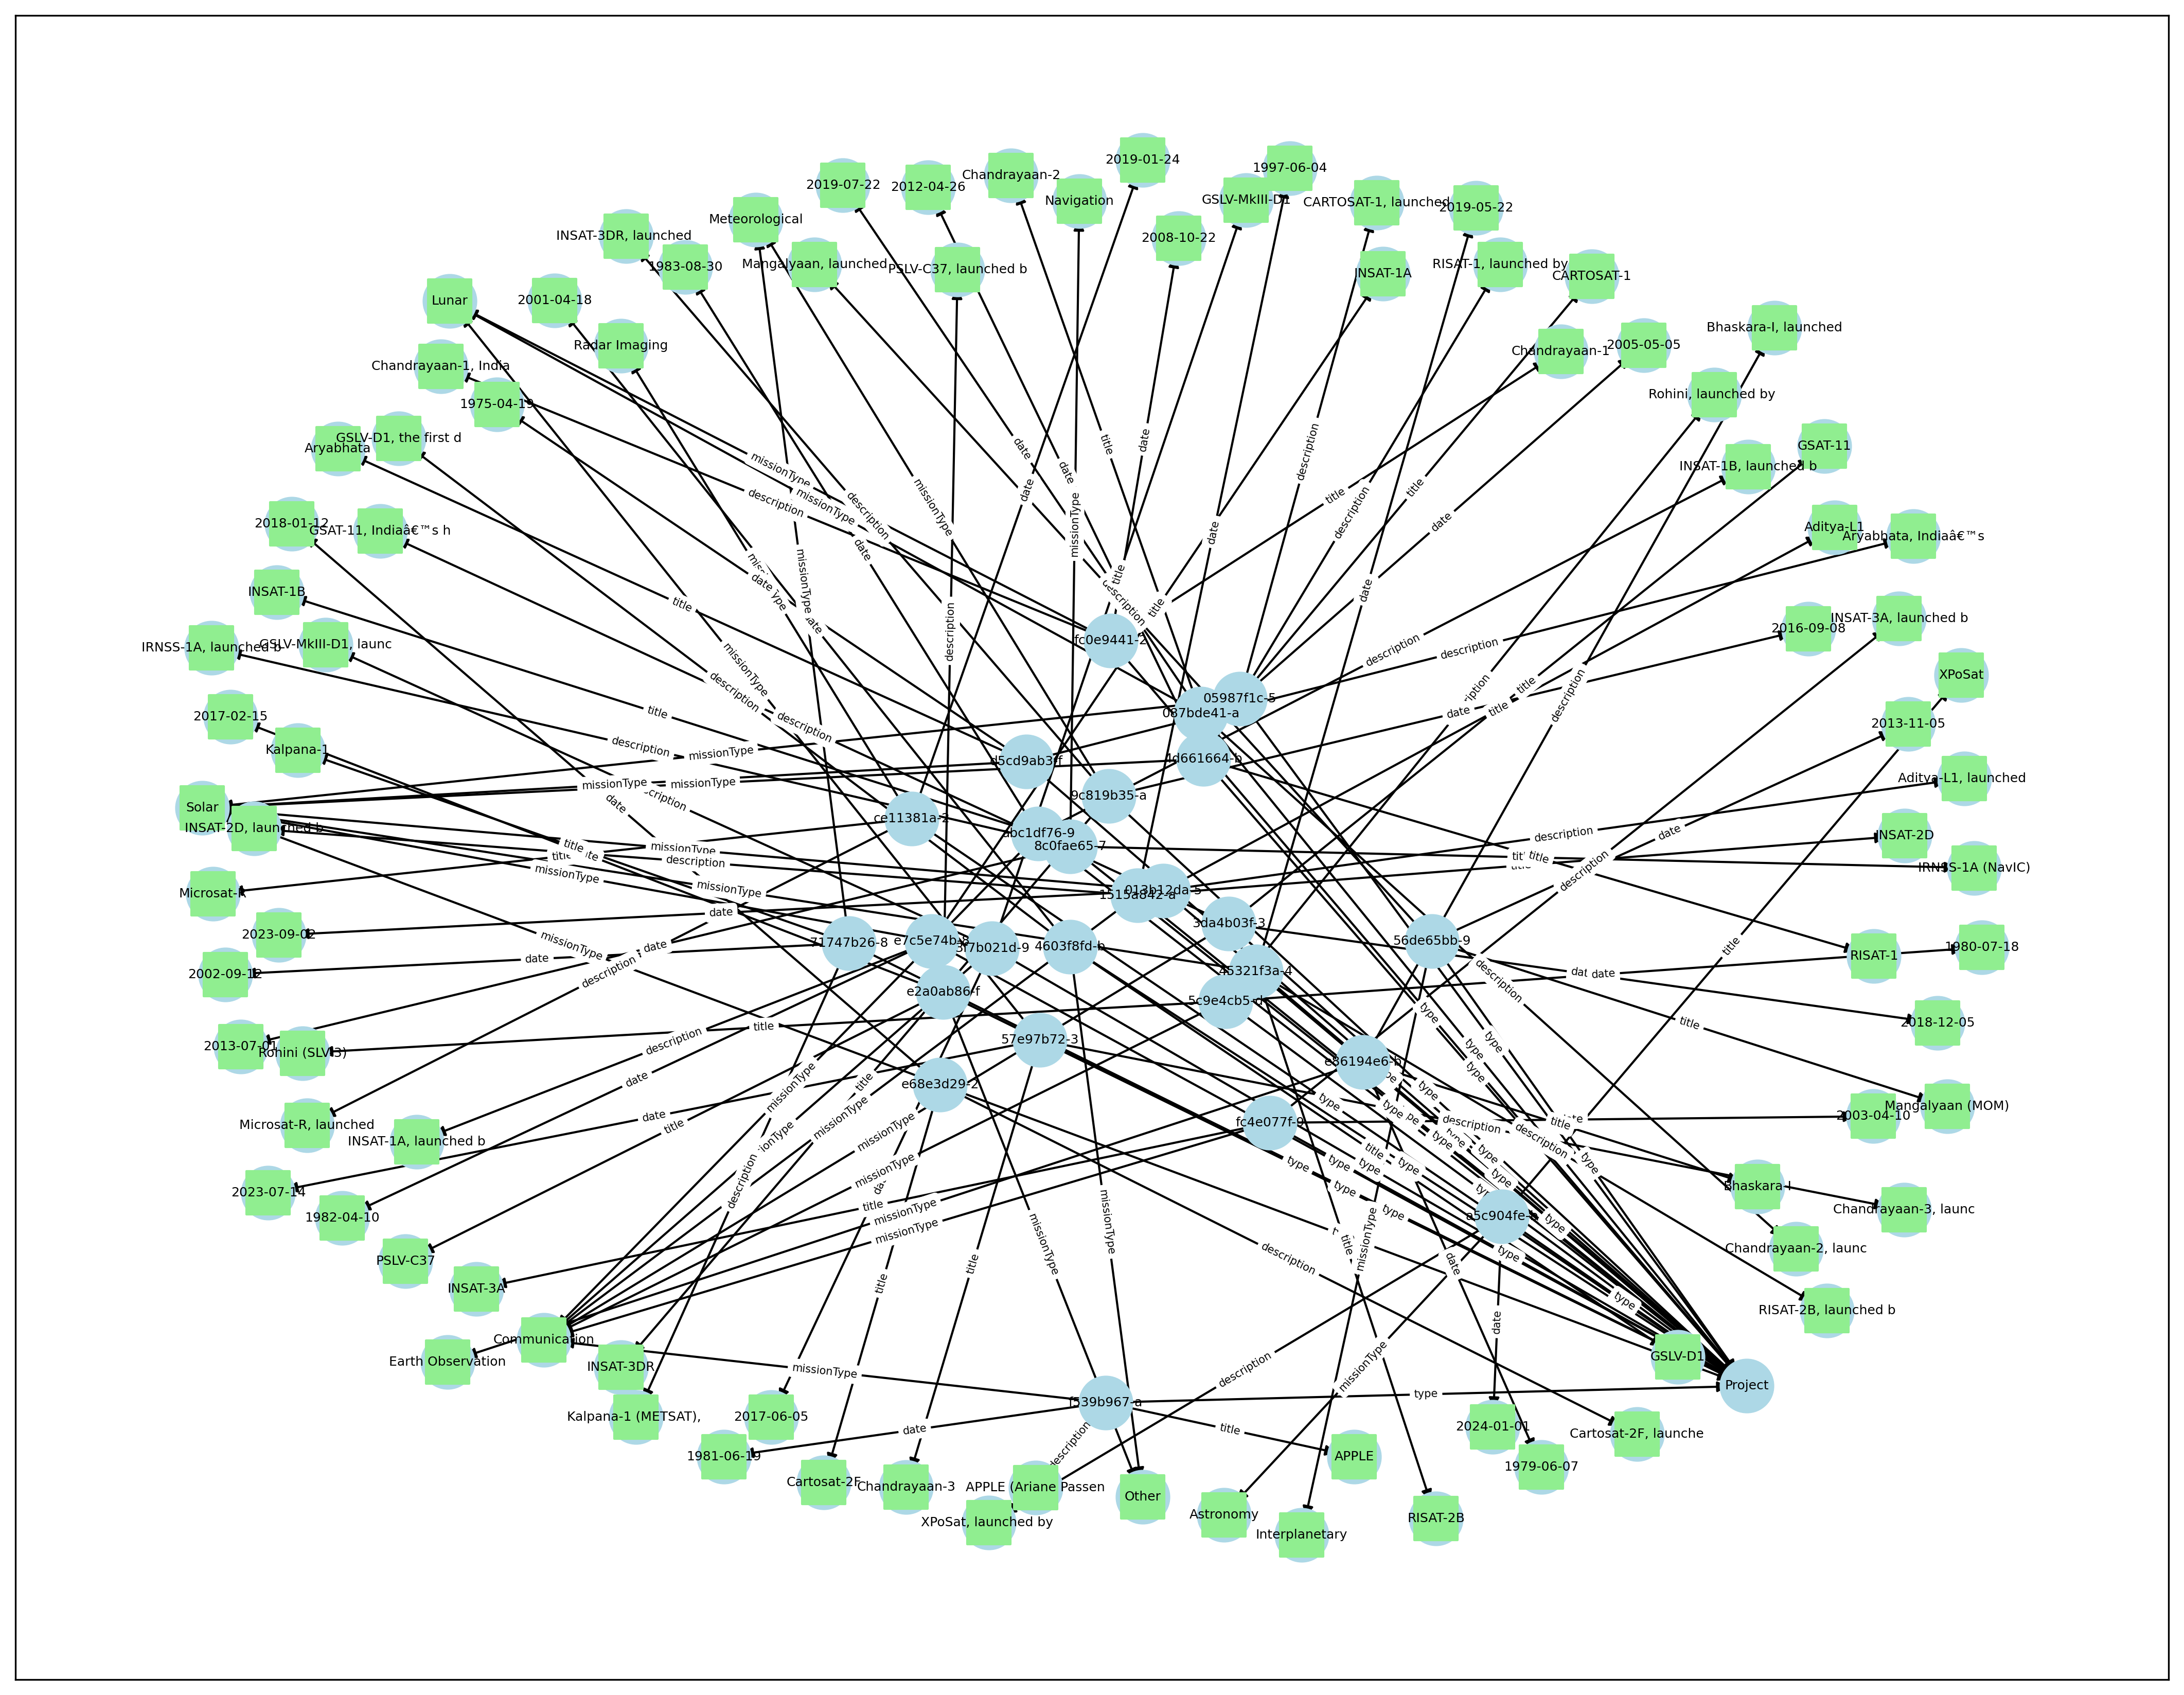 2019-01-24
1997-06-04
Chandrayaan-2
2019-07-22
2012-04-26
Navigation
GSLV-MkIII-D1
CARTOSAT-1, launched
2019-05-22
Meteorological
INSAT-3DR, launched
2008-10-22
1983-08-30
Mangalyaan, launched
PSLV-C37, launched b
INSAT-1A
RISAT-1, launched by
CARTOSAT-1
Lunar
2001-04-18
Bhaskara-I, launched
Radar Imaging
Chandrayaan-1
2005-05-05
Chandrayaan-1, India
Rohini, launched by
1975-04-19
GSLV-D1, the first d
Aryabhata
GSAT-11
INSAT-1B, launched b
2018-01-12
GSAT-11, Indiaâ€™s h
Aditya-L1
Aryabhata, Indiaâ€™s
INSAT-1B
INSAT-3A, launched b
2016-09-08
IRNSS-1A, launched b
GSLV-MkIII-D1, launc
fc0e9441-2
XPoSat
05987f1c-5
087bde41-a
2017-02-15
2013-11-05
Kalpana-1
d5cd9ab3-f
4d661664-b
Aditya-L1, launched
9c819b35-a
Solar
ce11381a-2
INSAT-2D, launched b
abc1df76-9
8c0fae65-7
INSAT-2D
IRNSS-1A (NavIC)
Microsat-R
013b12da-5
1515a842-a
3da4b03f-3
2023-09-02
71747b26-8
e7c5e74b-8
3f7b021d-9
4603f8fd-b
56de65bb-9
1980-07-18
RISAT-1
2002-09-12
45321f3a-4
e2a0ab86-f
5c9e4cb5-d
2018-12-05
2013-07-01
Rohini (SLV-3)
57e97b72-3
e86194e6-b
e68e3d29-2
Mangalyaan (MOM)
2003-04-10
Microsat-R, launched
INSAT-1A, launched b
fc4e077f-9
2023-07-14
Bhaskara-I
Chandrayaan-3, launc
1982-04-10
Chandrayaan-2, launc
PSLV-C37
INSAT-3A
RISAT-2B, launched b
Communication
Earth Observation
INSAT-3DR
GSLV-D1
Project
f539b967-a
Kalpana-1 (METSAT),
2017-06-05
2024-01-01
Cartosat-2F, launche
1981-06-19
APPLE
1979-06-07
Cartosat-2F
Chandrayaan-3
APPLE (Ariane Passen
Other
Astronomy
RISAT-2B
XPoSat, launched by
Interplanetary
missionType
description
title
date
type